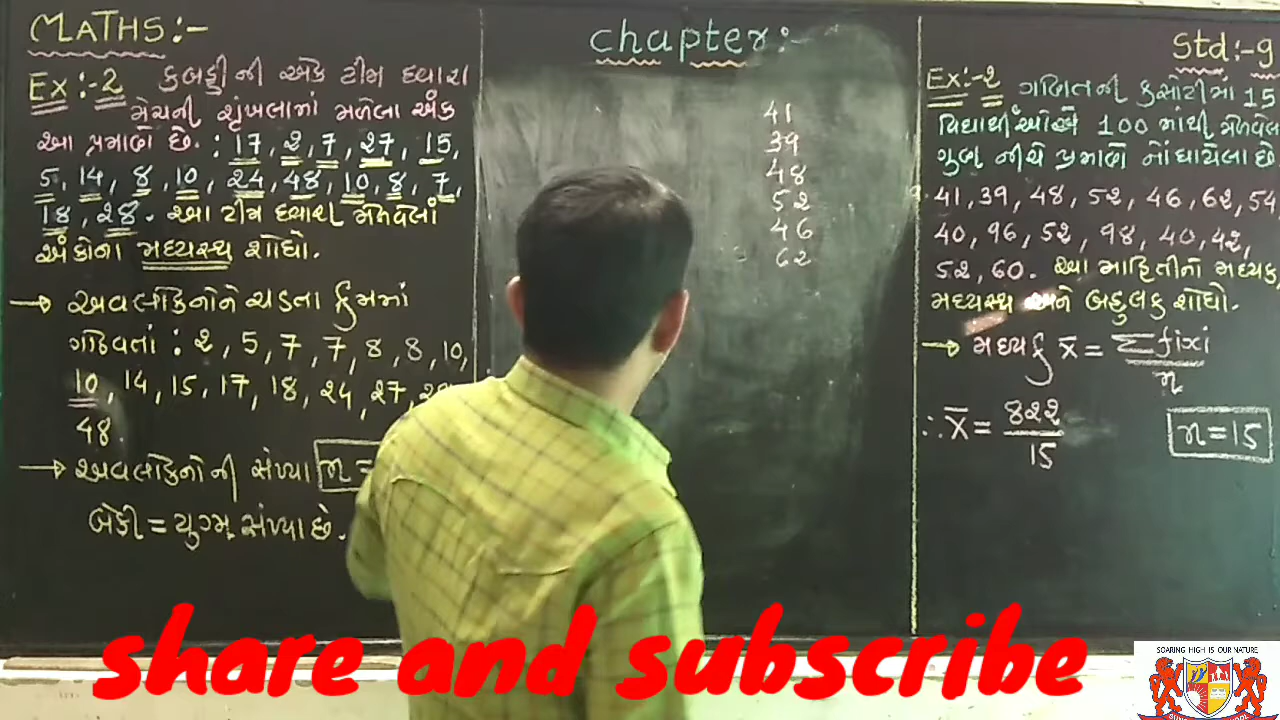 MATHS:-
Ex:-2 કબડ્ડીની એક ટીમ દ્વારા
મેચની શૃંખલામાં મળેલા અંક
આ પ્રમાણે છે. : 17, 2, 7, 27, 15,
5, 14, 8, 10, 24, 48, 10, 8, 7,
18, 28. આ ટીમ દ્વારા મેળવેલાં
અંકોના મધ્યસ્થ શોધો.
→ અવલોકનોને ચડતા ક્રમમાં
ગોઠવતાં : 2, 5, 7, 7, 8, 8, 10,
10, 14, 15, 17, 18, 24, 27,
48.
→ અવલોકનોની સંખ્યા n =
બેકી = યુગ્મ સંખ્યા છે.
chapter:-
41
39
48
52
46
62
Std:-9
Ex:-2 ગણિતની કસોટીમાં 15
વિદ્યાર્થીઓએ 100 માંથી મેળવેલ
ગુણ નીચે પ્રમાણે નોંધાયેલા છે
41, 39, 48, 52, 46, 62, 54,
40, 96, 52, 98, 40, 42,
52, 60. આ માહિતીનો મધ્યક,
મધ્યસ્થ અને બહુલક શોધો.
→ મધ્યક x̄ = Σfixi / n
∴ x̄ = 822 / 15
n = 15
share and subscribe
SOARING HIGH IS OUR NATURE